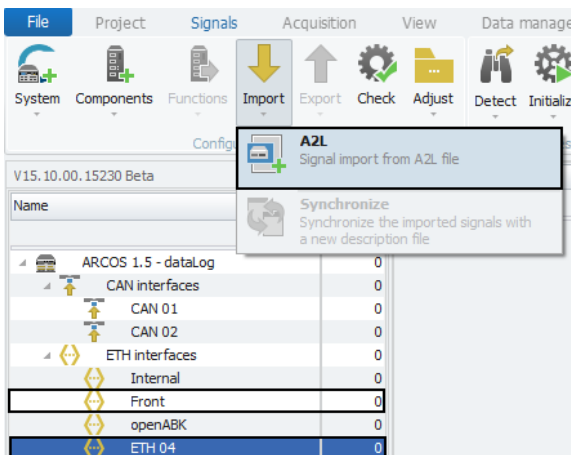 File Project Signals Acquisition View Data manage
System Components Functions Import Export Check Adjust Detect Initializ
Configu
A2L
Signal import from A2L file
V15.10.00.15230 Beta
Synchronize
Name
Synchronize the imported signals with
a new description file
ARCOS 1.5 - dataLog 0
CAN interfaces 0
CAN 01 0
CAN 02 0
ETH interfaces 0
Internal 0
Front 0
openABK 0
ETH 04 0